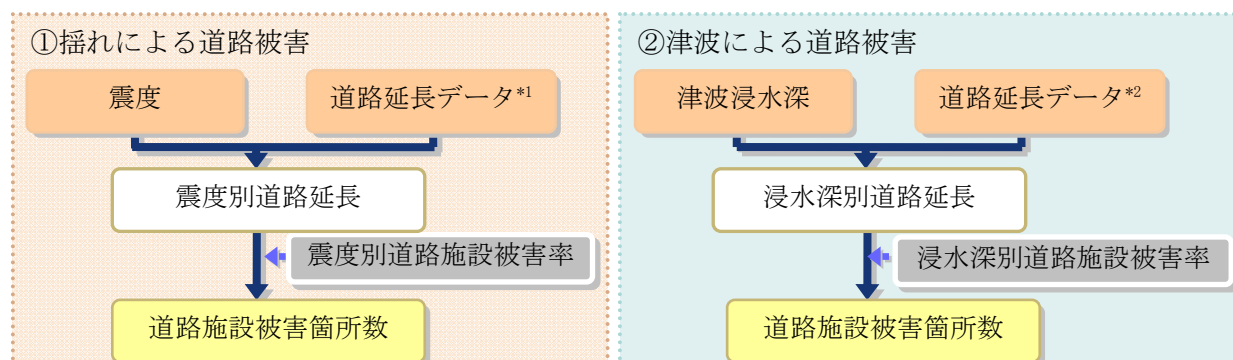 ①揺れによる道路被害
震度
道路延長データ*1
震度別道路延長
震度別道路施設被害率
道路施設被害箇所数
②津波による道路被害
津波浸水深
道路延長データ*2
浸水深別道路延長
浸水深別道路施設被害率
道路施設被害箇所数